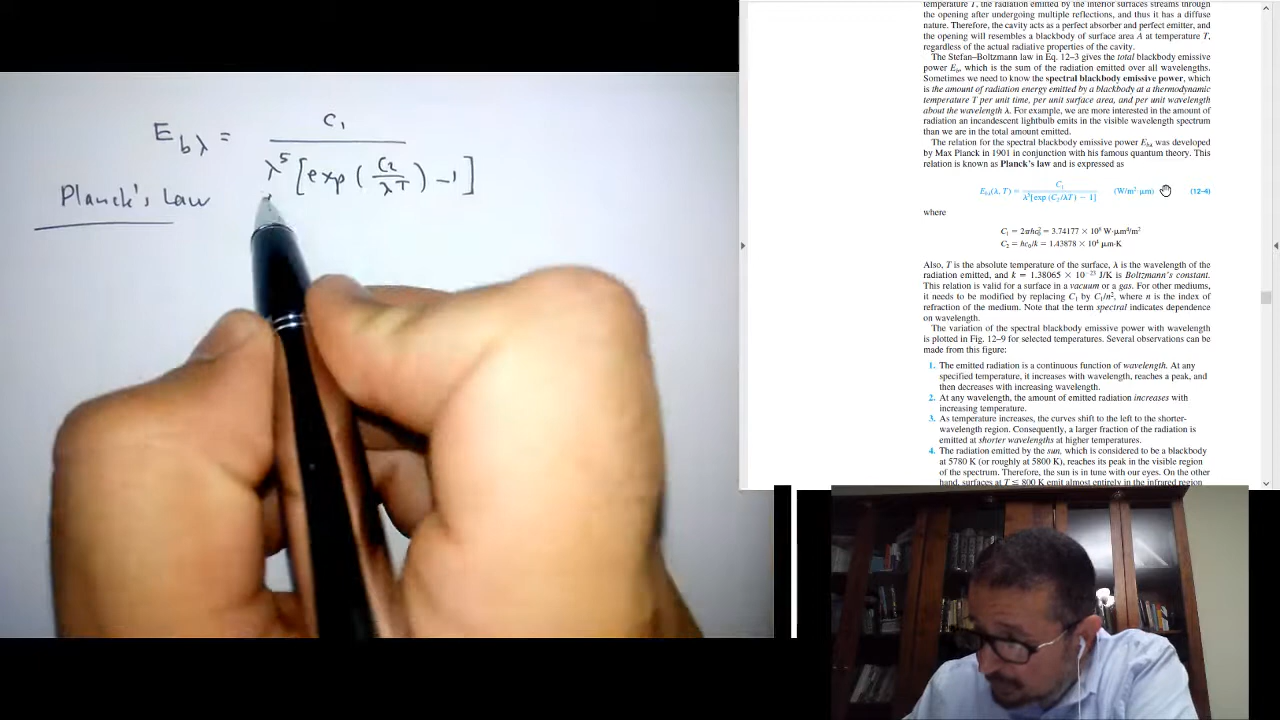 E_bλ = C1 / λ^5 [exp (C2 / λT) - 1]
Planck's Law
temperature T, the radiation emitted by the interior surfaces streams through
the opening after undergoing multiple reflections, and thus it has a diffuse
nature. Therefore, the cavity acts as a perfect absorber and perfect emitter, and
the opening will resembles a blackbody of surface area A at temperature T,
regardless of the actual radiative properties of the cavity.
The Stefan–Boltzmann law in Eq. 12–3 gives the total blackbody emissive
power E_b, which is the sum of the radiation emitted over all wavelengths.
Sometimes we need to know the spectral blackbody emissive power, which
is the amount of radiation energy emitted by a blackbody at a thermodynamic
temperature T per unit time, per unit surface area, and per unit wavelength
about the wavelength λ. For example, we are more interested in the amount of
radiation an incandescent lightbulb emits in the visible wavelength spectrum
than we are in the total amount emitted.
The relation for the spectral blackbody emissive power E_bλ was developed
by Max Planck in 1901 in conjunction with his famous quantum theory. This
relation is known as Planck's law and is expressed as
E_bλ(λ, T) = C1 / λ^5[exp (C2/λT) − 1] (W/m²·μm) (12–4)
where
C1 = 2πhc0² = 3.74177 × 10^8 W·μm⁴/m²
C2 = hc0/k = 1.43878 × 10^4 μm·K
Also, T is the absolute temperature of the surface, λ is the wavelength of the
radiation emitted, and k = 1.38065 × 10^−23 J/K is Boltzmann's constant.
This relation is valid for a surface in a vacuum or a gas. For other mediums,
it needs to be modified by replacing C1 by C1/n², where n is the index of
refraction of the medium. Note that the term spectral indicates dependence
on wavelength.
The variation of the spectral blackbody emissive power with wavelength
is plotted in Fig. 12–9 for selected temperatures. Several observations can be
made from this figure:
1. The emitted radiation is a continuous function of wavelength. At any
specified temperature, it increases with wavelength, reaches a peak, and
then decreases with increasing wavelength.
2. At any wavelength, the amount of emitted radiation increases with
increasing temperature.
3. As temperature increases, the curves shift to the left to the shorter-
wavelength region. Consequently, a larger fraction of the radiation is
emitted at shorter wavelengths at higher temperatures.
4. The radiation emitted by the sun, which is considered to be a blackbody
at 5780 K (or roughly at 5800 K), reaches its peak in the visible region
of the spectrum. Therefore, the sun is in tune with our eyes. On the other
hand, surfaces at T ≤ 800 K emit almost entirely in the infrared region